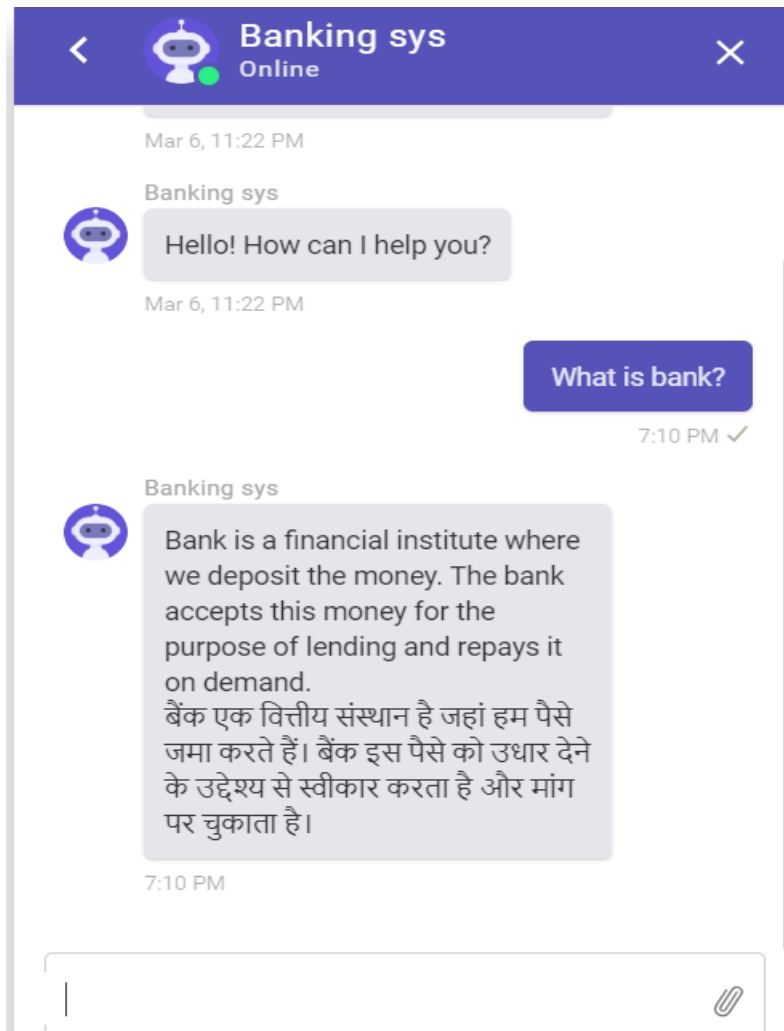 Banking sys
Online
Mar 6, 11:22 PM
Banking sys
Hello! How can I help you?
Mar 6, 11:22 PM
What is bank?
7:10 PM
Banking sys
Bank is a financial institute where
we deposit the money. The bank
accepts this money for the
purpose of lending and repays it
on demand.
बैंक एक वित्तीय संस्थान है जहां हम पैसे
जमा करते हैं। बैंक इस पैसे को उधार देने
के उद्देश्य से स्वीकार करता है और मांग
पर चुकाता है।
7:10 PM